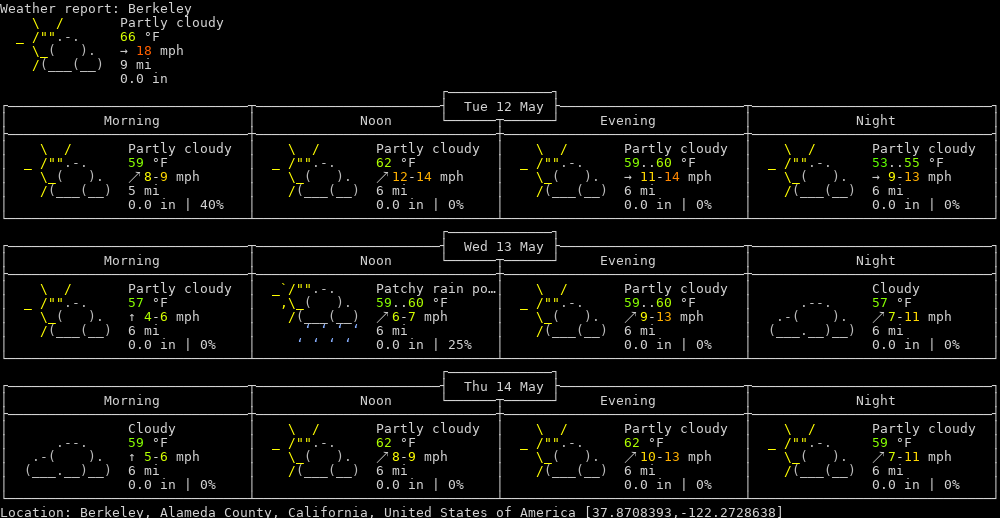 Weather report: Berkeley
Partly cloudy
66 °F
→ 18 mph
9 mi
0.0 in
Tue 12 May
Morning Noon Evening Night
Partly cloudy Partly cloudy Partly cloudy Partly cloudy
59 °F 62 °F 59..60 °F 53..55 °F
↗ 8-9 mph ↗ 12-14 mph → 11-14 mph → 9-13 mph
5 mi 6 mi 6 mi 6 mi
0.0 in | 40% 0.0 in | 0% 0.0 in | 0% 0.0 in | 0%
Wed 13 May
Morning Noon Evening Night
Partly cloudy Patchy rain po… Partly cloudy Cloudy
57 °F 59..60 °F 59..60 °F 57 °F
↑ 4-6 mph ↗ 6-7 mph ↗ 9-13 mph ↗ 7-11 mph
6 mi 6 mi 6 mi 6 mi
0.0 in | 0% 0.0 in | 25% 0.0 in | 0% 0.0 in | 0%
Thu 14 May
Morning Noon Evening Night
Cloudy Partly cloudy Partly cloudy Partly cloudy
59 °F 62 °F 62 °F 59 °F
↑ 5-6 mph ↗ 8-9 mph ↗ 10-13 mph ↗ 7-11 mph
6 mi 6 mi 6 mi 6 mi
0.0 in | 0% 0.0 in | 0% 0.0 in | 0% 0.0 in | 0%
Location: Berkeley, Alameda County, California, United States of America [37.8708393,-122.2728638]